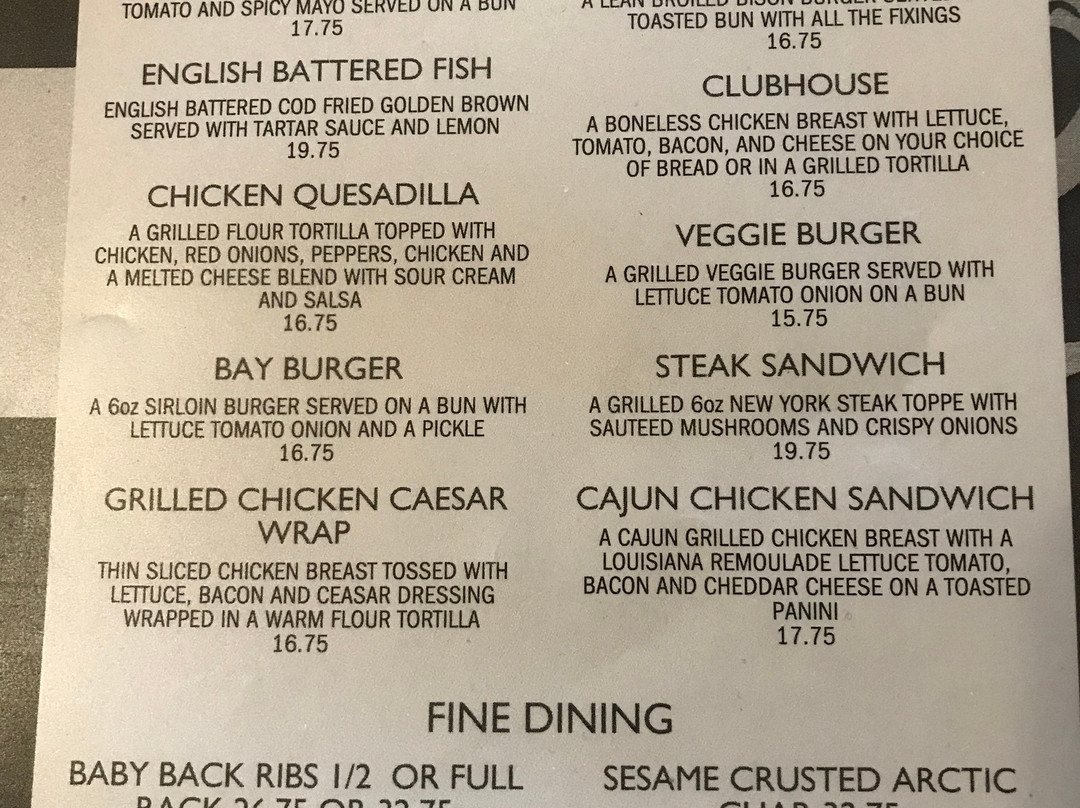 TOMATO AND SPICY MAYO SERVED ON A BUN
17.75
ENGLISH BATTERED FISH
ENGLISH BATTERED COD FRIED GOLDEN BROWN
SERVED WITH TARTAR SAUCE AND LEMON
19.75
CHICKEN QUESADILLA
A GRILLED FLOUR TORTILLA TOPPED WITH
CHICKEN, RED ONIONS, PEPPERS, CHICKEN AND
A MELTED CHEESE BLEND WITH SOUR CREAM
AND SALSA
16.75
BAY BURGER
A 6oz SIRLOIN BURGER SERVED ON A BUN WITH
LETTUCE TOMATO ONION AND A PICKLE
16.75
GRILLED CHICKEN CAESAR
WRAP
THIN SLICED CHICKEN BREAST TOSSED WITH
LETTUCE, BACON AND CEASAR DRESSING
WRAPPED IN A WARM FLOUR TORTILLA
16.75
A LEAN BROILED BISON BURGER
TOASTED BUN WITH ALL THE FIXINGS
16.75
CLUBHOUSE
A BONELESS CHICKEN BREAST WITH LETTUCE,
TOMATO, BACON, AND CHEESE ON YOUR CHOICE
OF BREAD OR IN A GRILLED TORTILLA
16.75
VEGGIE BURGER
A GRILLED VEGGIE BURGER SERVED WITH
LETTUCE TOMATO ONION ON A BUN
15.75
STEAK SANDWICH
A GRILLED 6oz NEW YORK STEAK TOPPE WITH
SAUTEED MUSHROOMS AND CRISPY ONIONS
19.75
CAJUN CHICKEN SANDWICH
A CAJUN GRILLED CHICKEN BREAST WITH A
LOUISIANA REMOULADE LETTUCE TOMATO,
BACON AND CHEDDAR CHEESE ON A TOASTED
PANINI
17.75
FINE DINING
BABY BACK RIBS 1/2 OR FULL
SESAME CRUSTED ARCTIC